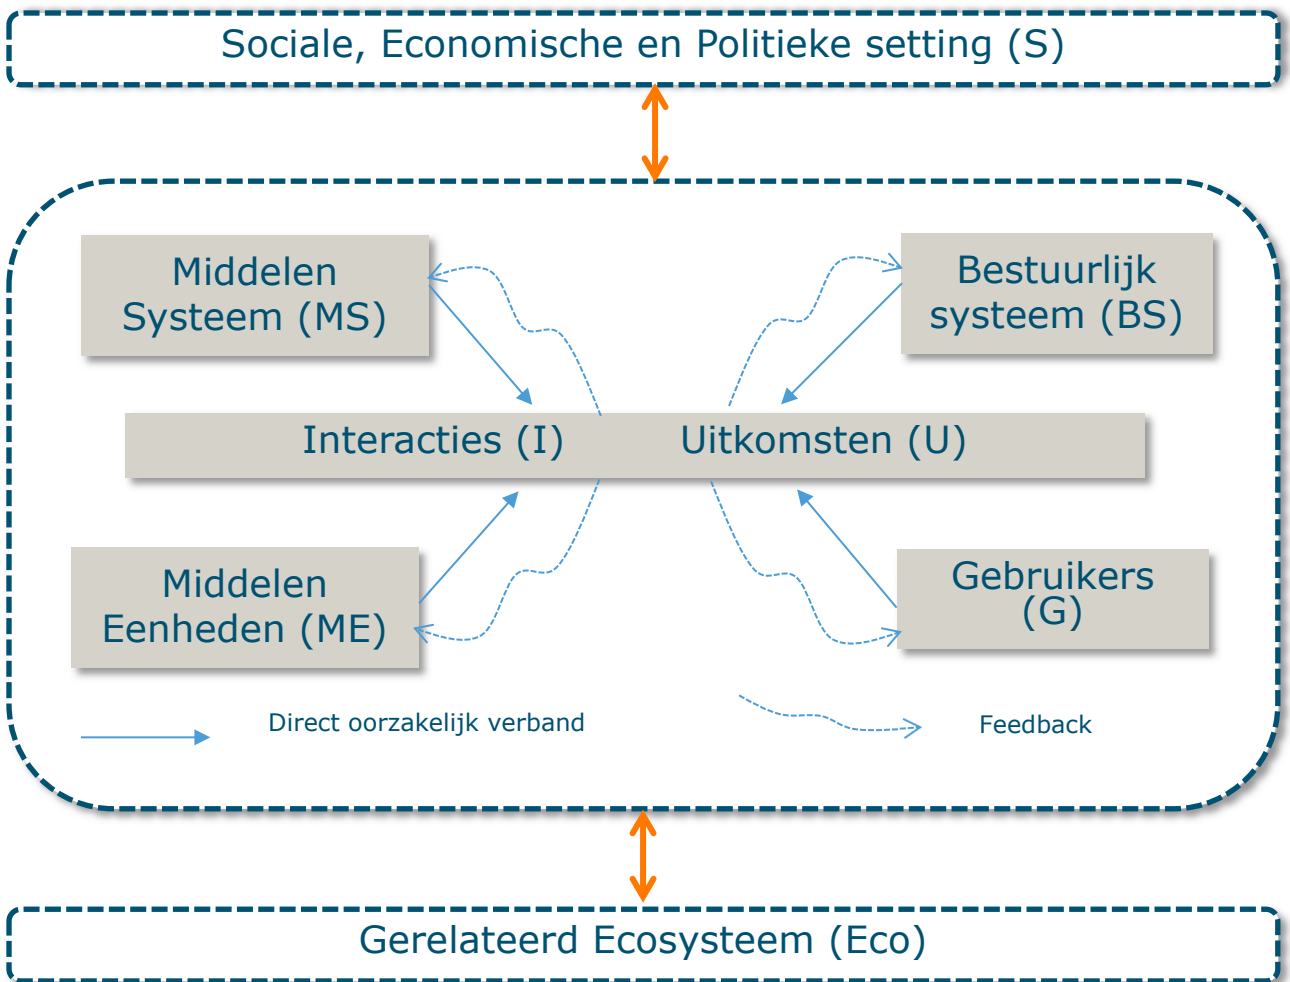 Sociale, Economische en Politieke setting (S)
Middelen
Systeem (MS)
Bestuurlijk
systeem (BS)
Interacties (I)
Uitkomsten (U)
Middelen
Eenheden (ME)
Gebruikers
(G)
Direct oorzakelijk verband
Feedback
Gerelateerd Ecosysteem (Eco)